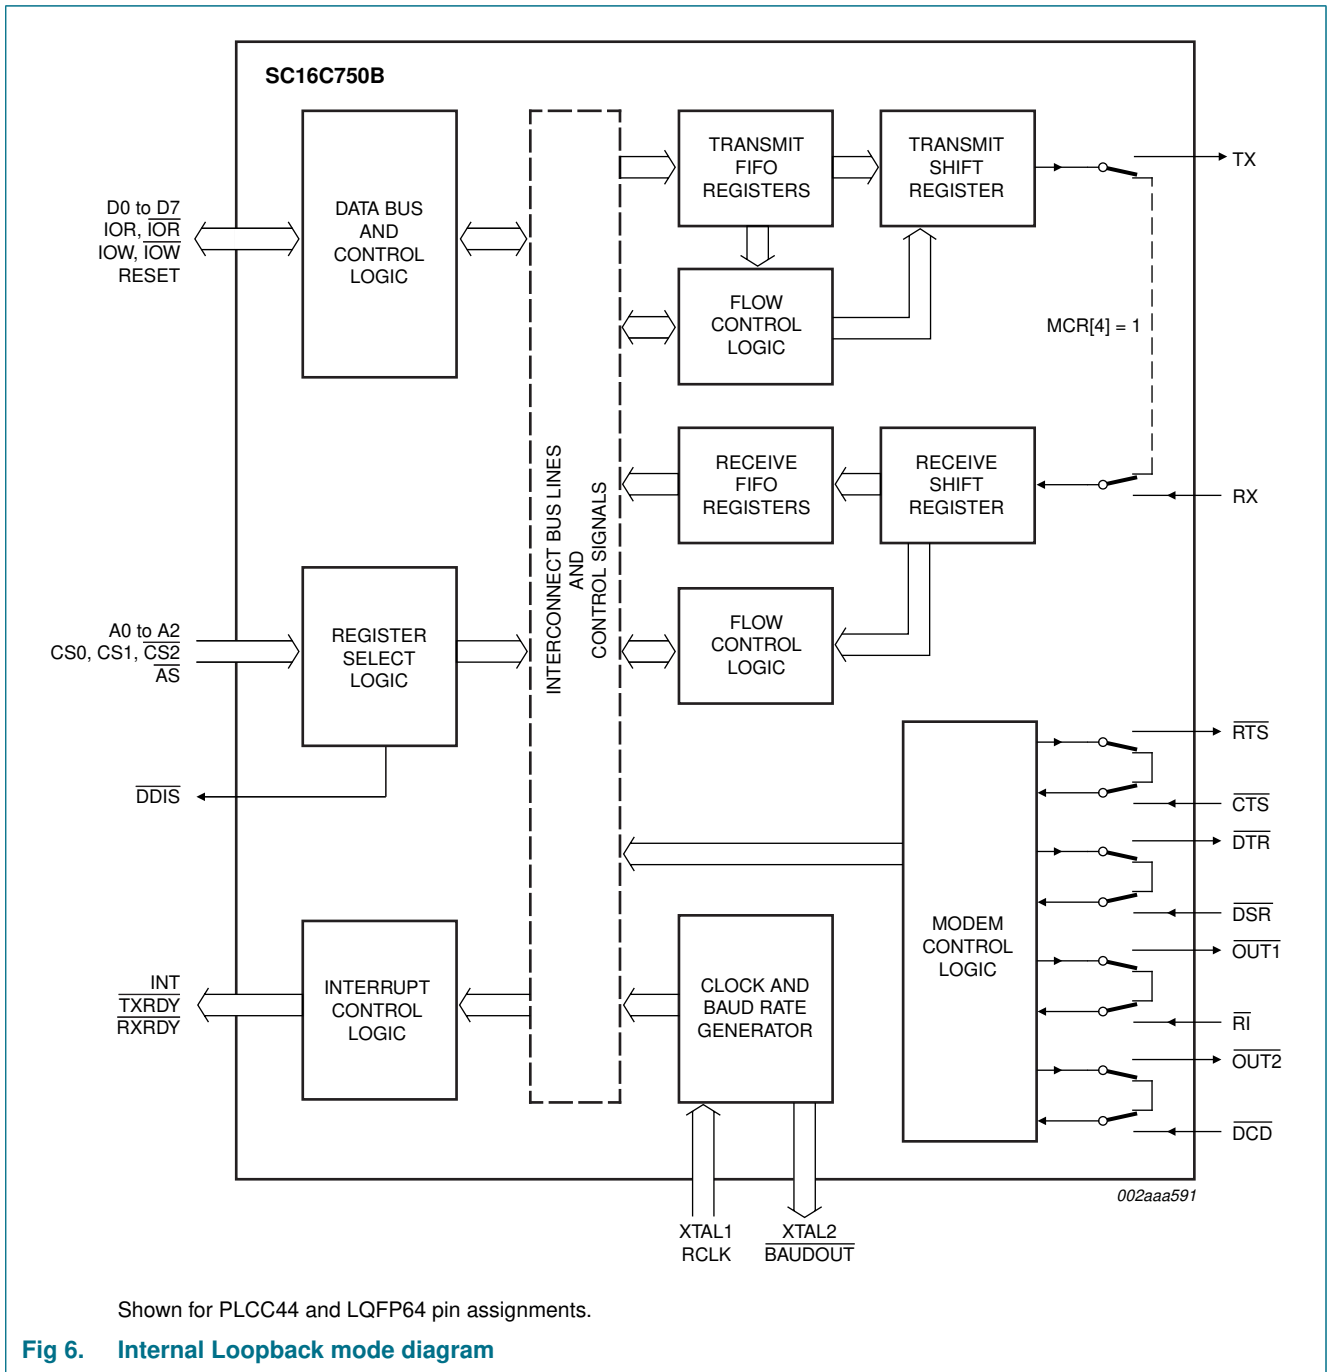 SC16C750B
D0 to D7
IOR, IOR
IOW, IOW
RESET
DATA BUS
AND
CONTROL
LOGIC
A0 to A2
CS0, CS1, CS2
AS
REGISTER
SELECT
LOGIC
DDIS
INT
TXRDY
RXRDY
INTERRUPT
CONTROL
LOGIC
INTERCONNECT BUS LINES
AND
CONTROL SIGNALS
TRANSMIT
FIFO
REGISTERS
TRANSMIT
SHIFT
REGISTER
TX
FLOW
CONTROL
LOGIC
MCR[4] = 1
RECEIVE
FIFO
REGISTERS
RECEIVE
SHIFT
REGISTER
RX
FLOW
CONTROL
LOGIC
MODEM
CONTROL
LOGIC
RTS
CTS
DTR
DSR
OUT1
RI
OUT2
DCD
CLOCK AND
BAUD RATE
GENERATOR
XTAL1
RCLK
XTAL2
BAUDOUT
002aaa591
Shown for PLCC44 and LQFP64 pin assignments.
Fig 6. Internal Loopback mode diagram